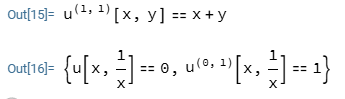 Out[15]= u^(1, 1)[x, y] == x + y
Out[16]= {u[x, 1/x] == 0, u^(0, 1)[x, 1/x] == 1}